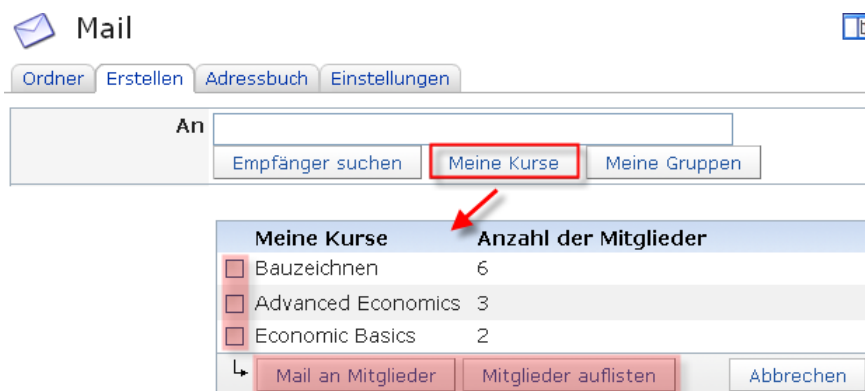 Mail
Ordner Erstellen Adressbuch Einstellungen
An
Empfänger suchen Meine Kurse Meine Gruppen
Meine Kurse Anzahl der Mitglieder
Bauzeichnen 6
Advanced Economics 3
Economic Basics 2
Mail an Mitglieder Mitglieder auflisten Abbrechen